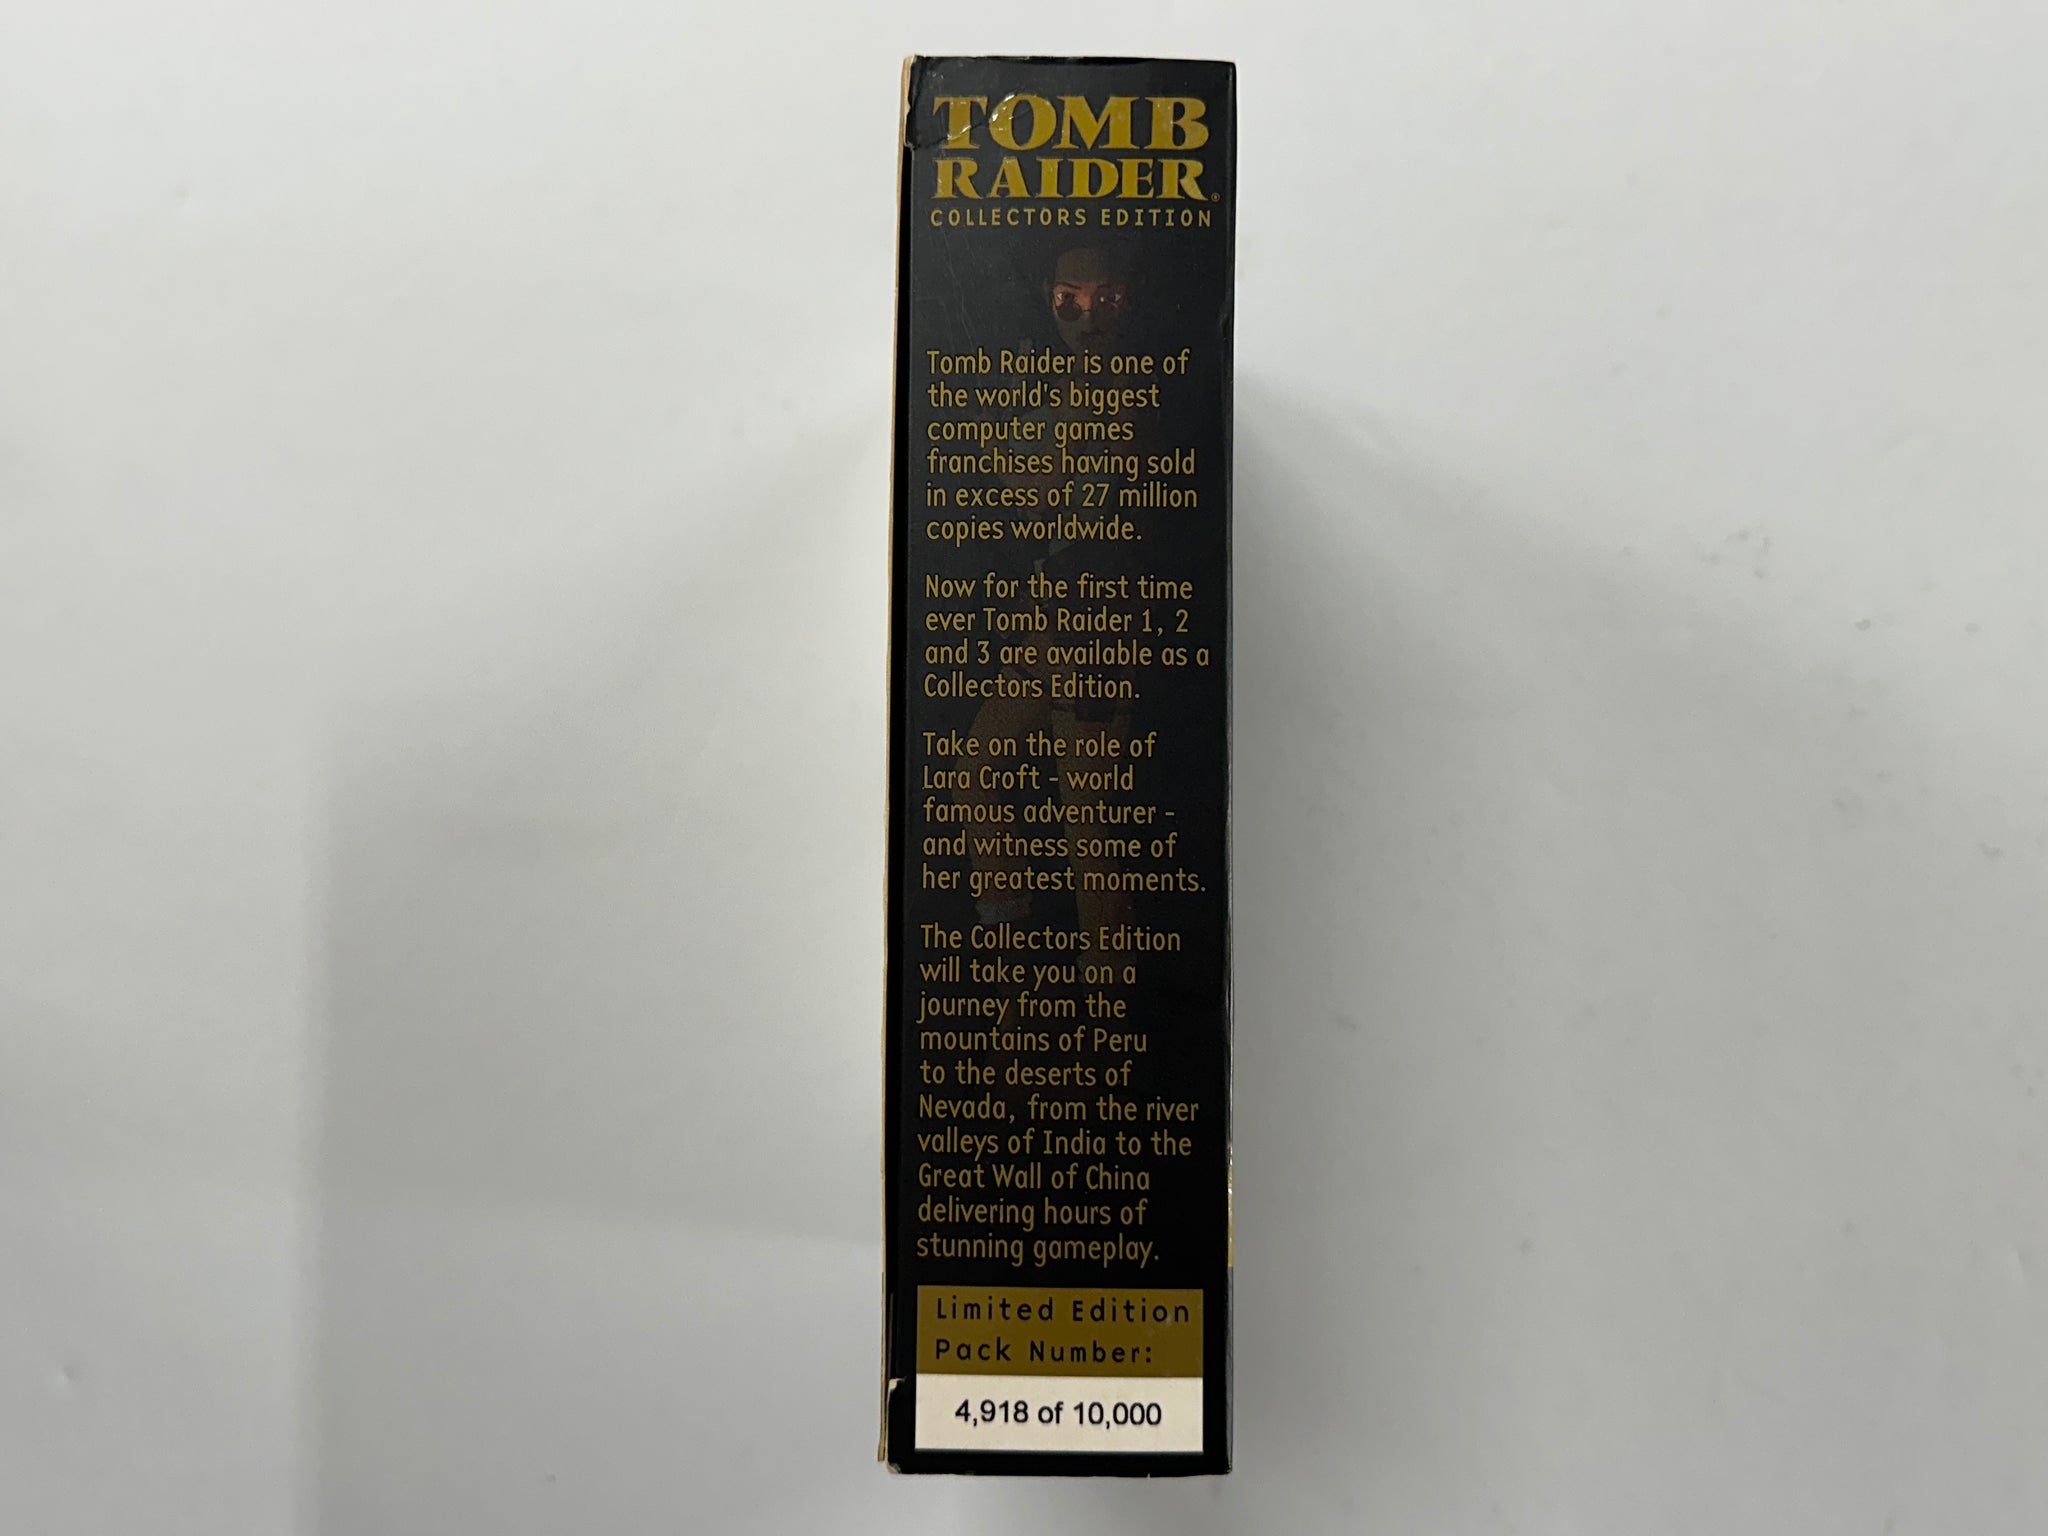 TOMB
RAIDER®
COLLECTORS EDITION
Tomb Raider is one of
the world's biggest
computer games
franchises having sold
in excess of 27 million
copies worldwide.
Now for the first time
ever Tomb Raider 1, 2
and 3 are available as a
Collectors Edition.
Take on the role of
Lara Croft - world
famous adventurer -
and witness some of
her greatest moments.
The Collectors Edition
will take you on a
journey from the
mountains of Peru
to the deserts of
Nevada, from the river
valleys of India to the
Great Wall of China
delivering hours of
stunning gameplay.
Limited Edition
Pack Number:
4,918 of 10,000